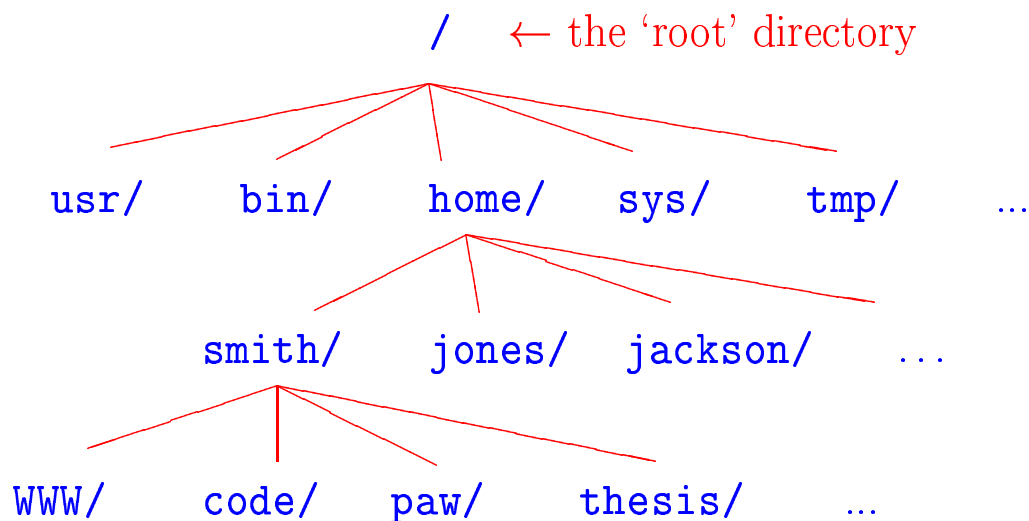 / ← the ‘root’ directory
usr/ bin/ home/ sys/ tmp/ ...
smith/ jones/ jackson/ ...
WWW/ code/ paw/ thesis/ ...